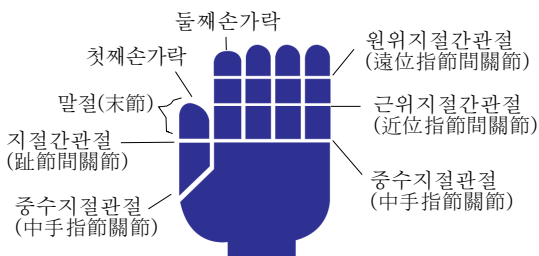 둘째손가락
첫째손가락
말절(末節)
지절간관절
(趾節間關節)
중수지절관절
(中手指節關節)
원위지절간관절
(遠位指節間關節)
근위지절간관절
(近位指節間關節)
중수지절관절
(中手指節關節)